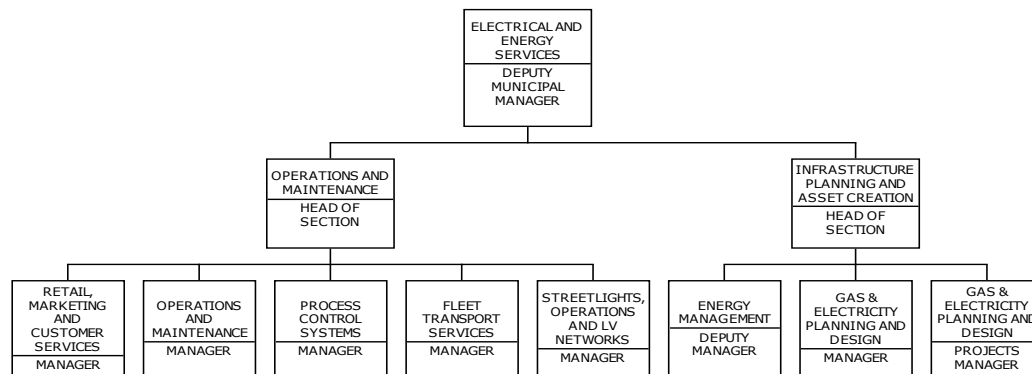 ELECTRICAL AND
ENERGY
SERVICES
DEPUTY
MUNICIPAL
MANAGER
OPERATIONS AND
MAINTENANCE
HEAD OF
SECTION
INFRASTRUCTURE
PLANNING AND
ASSET CREATION
HEAD OF
SECTION
RETAIL,
MARKETING
AND
CUSTOMER
SERVICES
MANAGER
OPERATIONS
AND
MAINTENANCE
MANAGER
PROCESS
CONTROL
SYSTEMS
MANAGER
FLEET
TRANSPORT
SERVICES
MANAGER
STREETLIGHTS,
OPERATIONS
AND LV
NETWORKS
MANAGER
ENERGY
MANAGEMENT
DEPUTY
MANAGER
GAS &
ELECTRICITY
PLANNING AND
DESIGN
MANAGER
GAS &
ELECTRICITY
PLANNING AND
DESIGN
PROJECTS
MANAGER